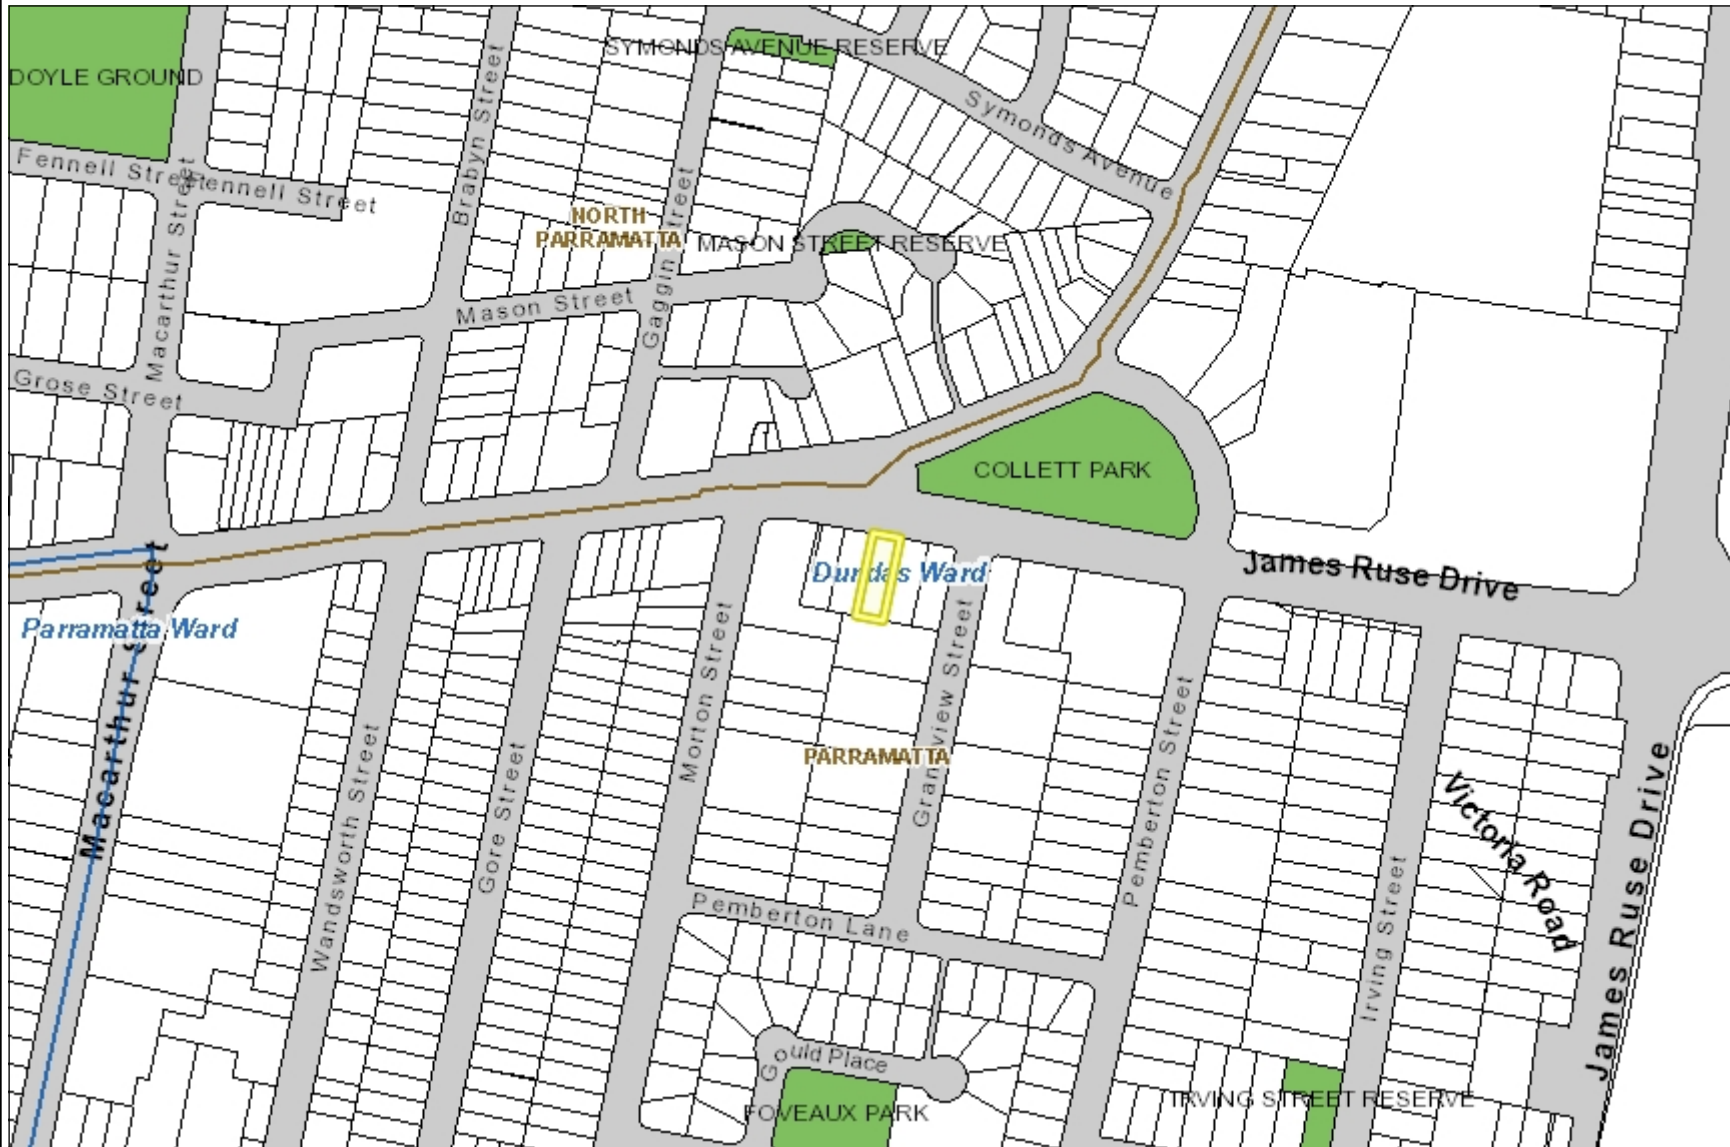 SYMONDS AVENUE RESERVE
DOYLE GROUND
Brabyn Street
Symonds Avenue
Fennell Street
Fennell Street
Macarthur Street
NORTH
PARRAMATTA
Gaggin Street
MASON STREET RESERVE
Mason Street
Grose Street
COLLETT PARK
James Ruse Drive
Dundas Ward
Parramatta Ward
Macarthur Street
Wandsworth Street
Gore Street
Morton Street
Grandview Street
PARRAMATTA
Pemberton Street
Victoria Road
James Ruse Drive
Irving Street
Pemberton Lane
Gould Place
FOVEAUX PARK
IRVING STREET RESERVE